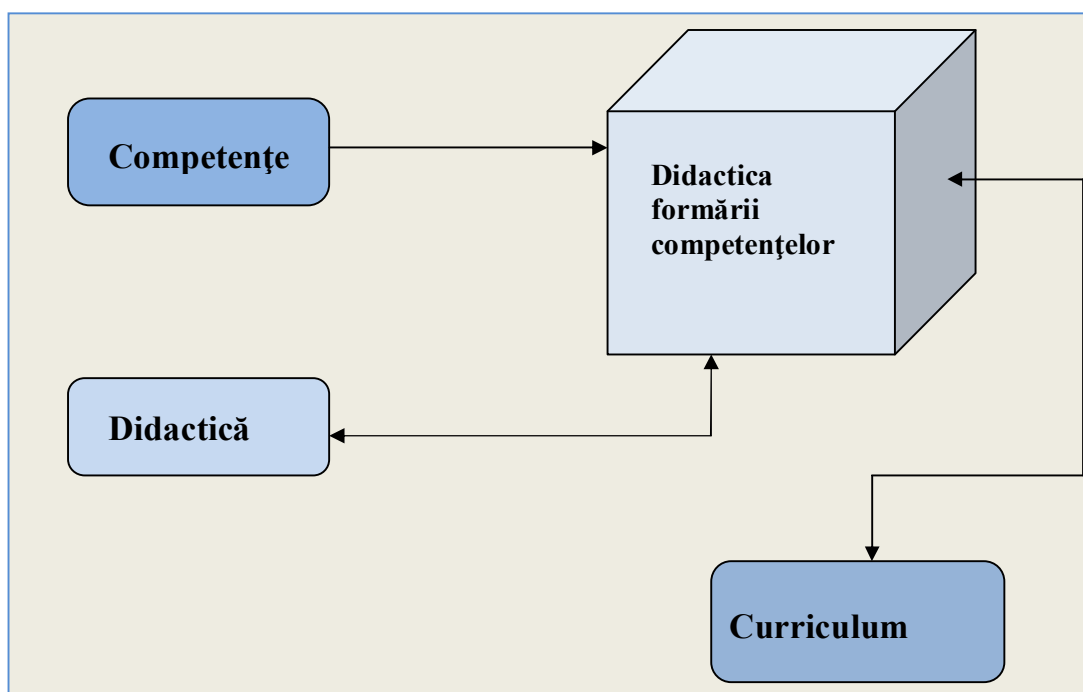 Competenţe
Didactica
formării
competenţelor
Didactică
Curriculum